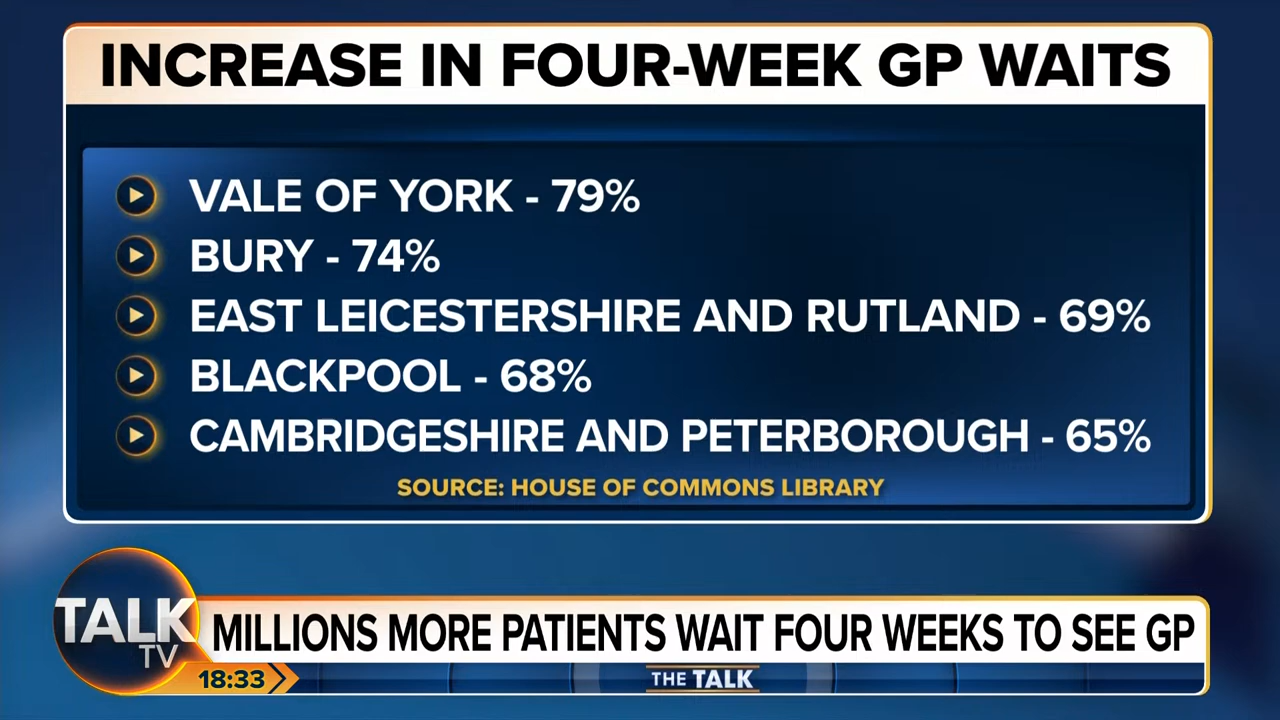 INCREASE IN FOUR-WEEK GP WAITS
VALE OF YORK - 79%
BURY - 74%
EAST LEICESTERSHIRE AND RUTLAND - 69%
BLACKPOOL - 68%
CAMBRIDGESHIRE AND PETERBOROUGH - 65%
SOURCE: HOUSE OF COMMONS LIBRARY
TALK
TV
MILLIONS MORE PATIENTS WAIT FOUR WEEKS TO SEE GP
18:33
THE TALK